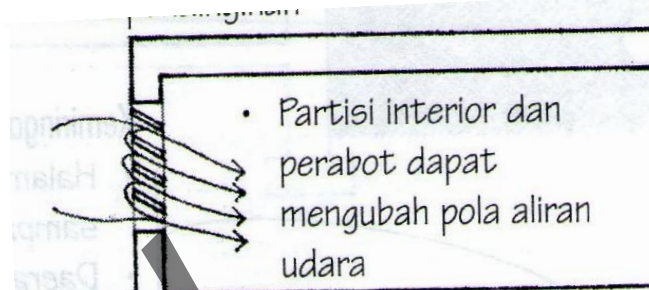 • Partisi interior dan
perabot dapat
mengubah pola aliran
udara